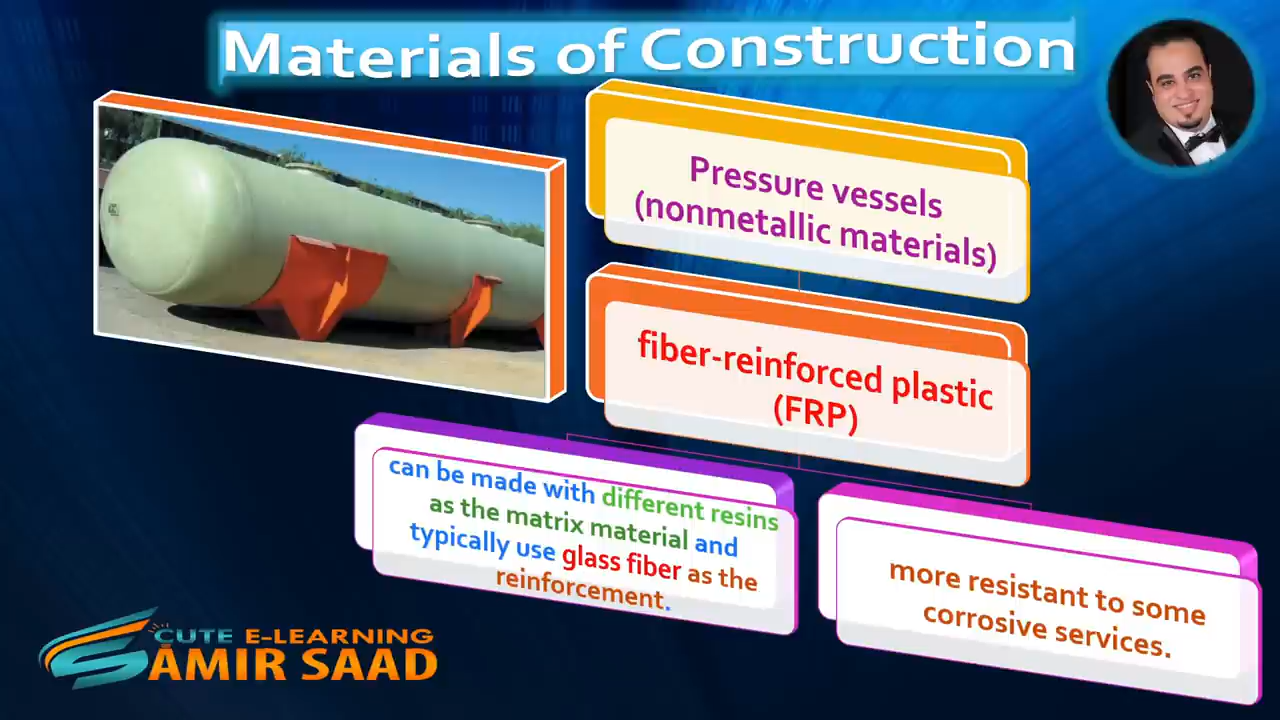 Materials of Construction
Pressure vessels
(nonmetallic materials)
fiber-reinforced plastic
(FRP)
can be made with different resins
as the matrix material and
typically use glass fiber as the
reinforcement.
more resistant to some
corrosive services.
CUTE E-LEARNING
SAMIR SAAD